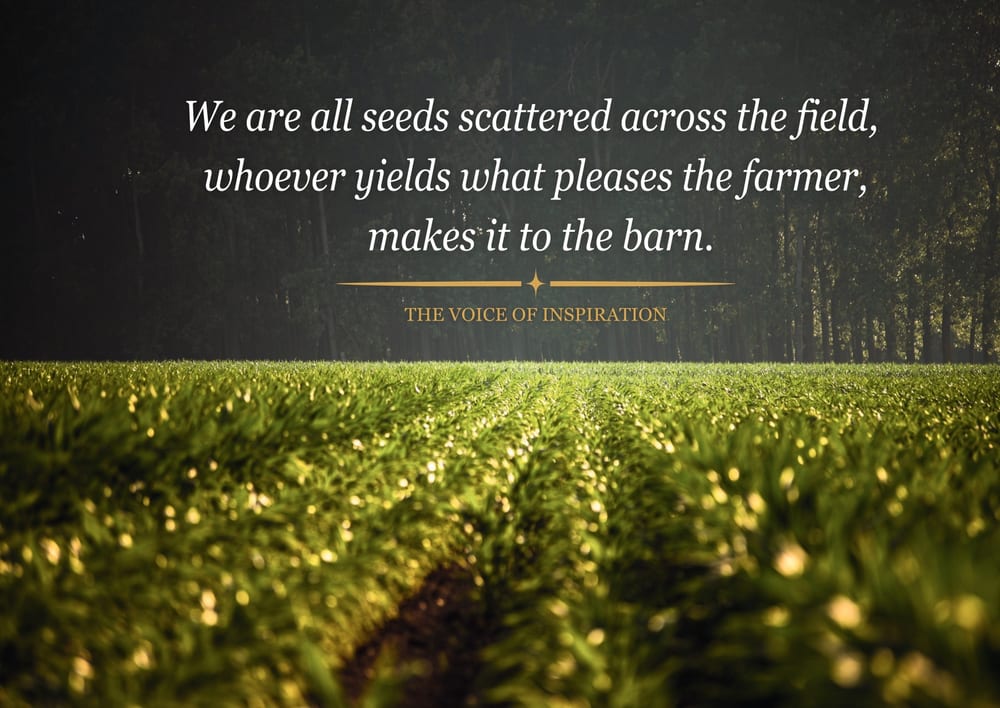 We are all seeds scattered across the field,
whoever yields what pleases the farmer,
makes it to the barn.
THE VOICE OF INSPIRATION